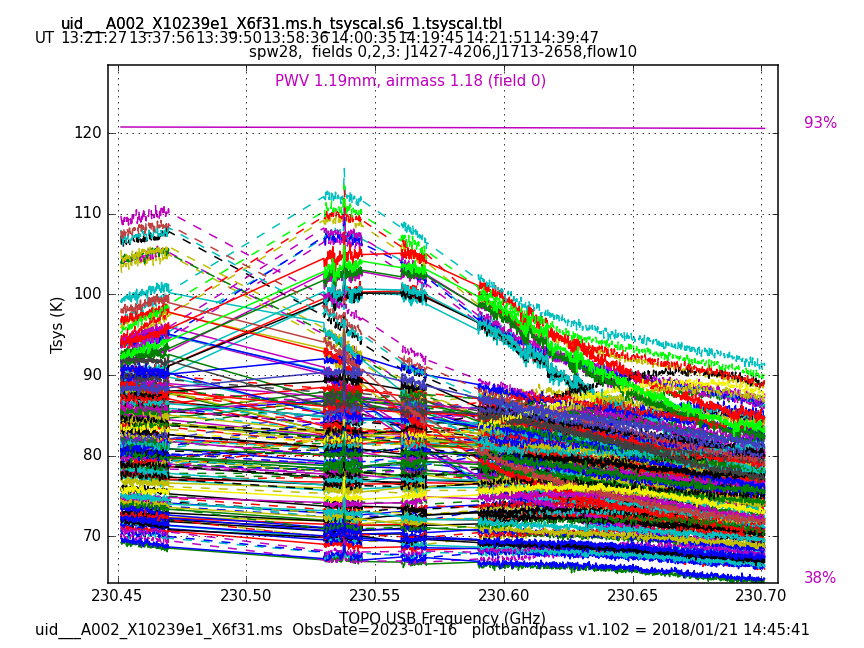 uid___A002_X10239e1_X6f31.ms.h_tsyscal.s6_1.tsyscal.tbl
UT 13:21:27 13:37:56 13:39:50 13:58:36 14:00:35 14:19:45 14:21:51 14:39:47
spw28,  fields 0,2,3: J1427-4206,J1713-2658,flow10
PWV 1.19mm, airmass 1.18 (field 0)
93%
120
110
100
90
80
70
Tsys (K)
38%
230.45 230.50 230.55 230.60 230.65 230.70
TOPO USB Frequency (GHz)
uid___A002_X10239e1_X6f31.ms  ObsDate=2023-01-16   plotbandpass v1.102 = 2018/01/21 14:45:41